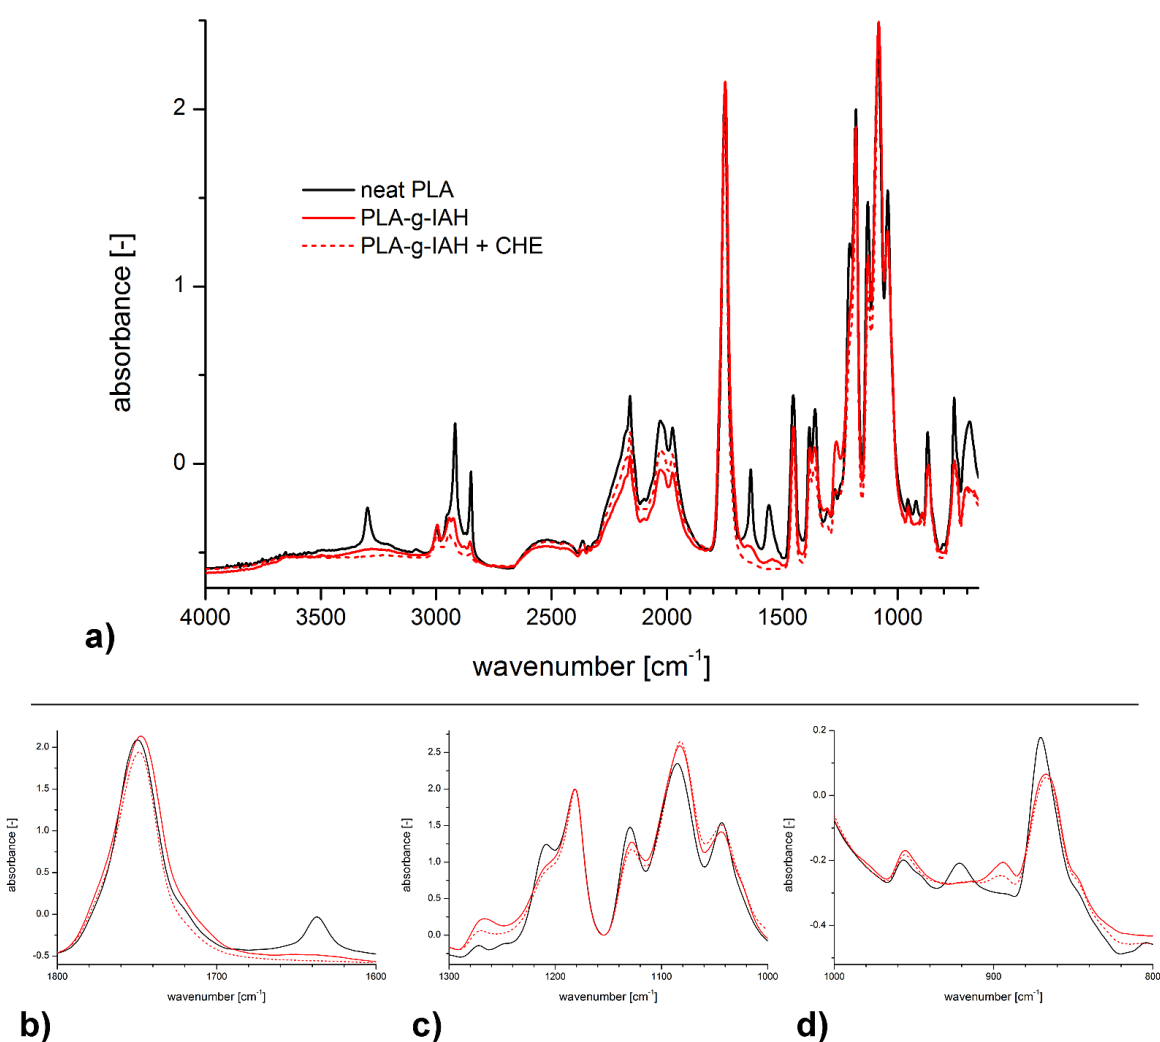 2
1
0
absorbance [-]
neat PLA
PLA-g-IAH
PLA-g-IAH + CHE
4000 3500 3000 2500 2000 1500 1000
wavenumber [cm⁻¹]
a)
2.0
1.5
1.0
0.5
0.0
-0.5
absorbance [-]
1800 1700 1600
wavenumber [cm⁻¹]
b)
2.5
2.0
1.5
1.0
0.5
0.0
absorbance [-]
1300 1200 1100 1000
wavenumber [cm⁻¹]
c)
0.2
0.0
-0.2
-0.4
absorbance [-]
1000 900 800
wavenumber [cm⁻¹]
d)